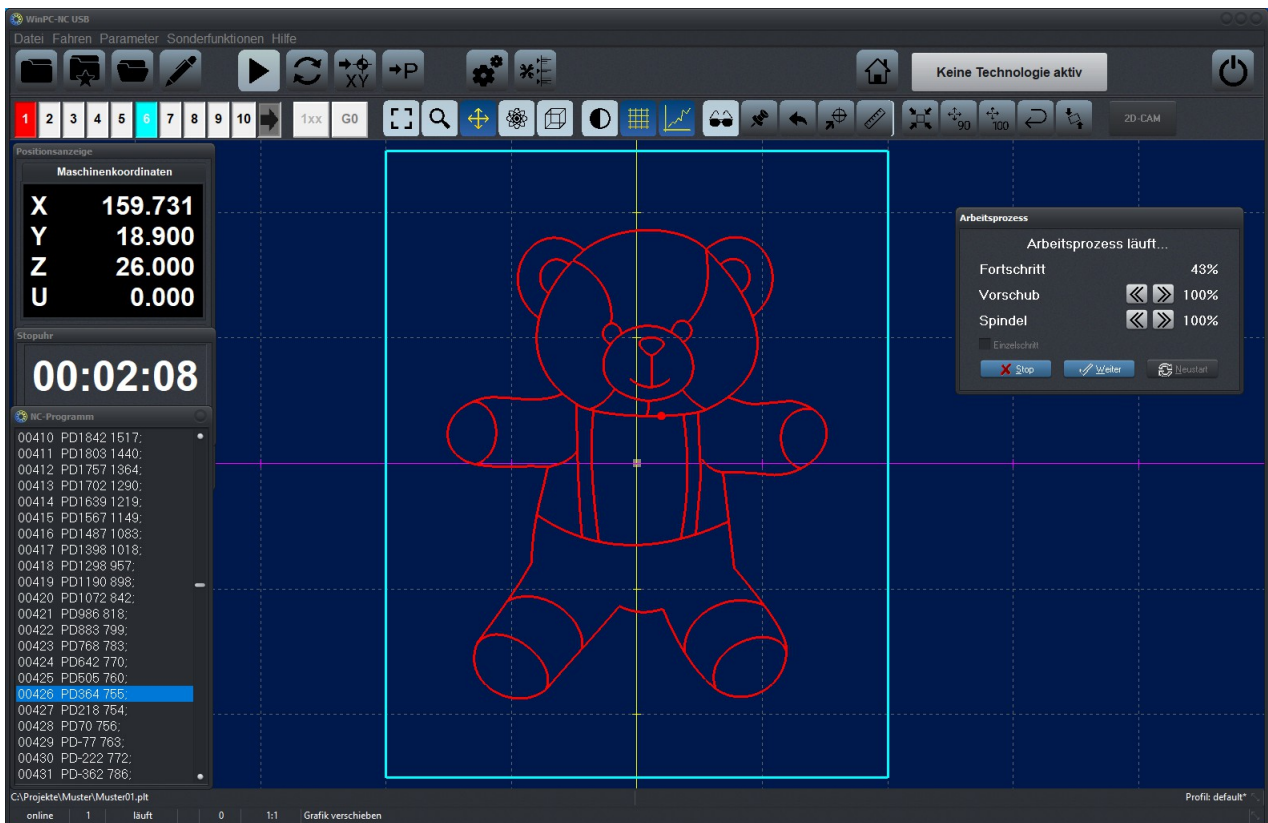 WinPC-NC USB
Datei Fahren Parameter Sonderfunktionen Hilfe
XY
P
Keine Technologie aktiv
1 2 3 4 5 6 7 8 9 10 1xx G0
90
100
2D-CAM
Positionsanzeige
Maschinenkoordinaten
X 159.731
Y 18.900
Z 26.000
U 0.000
Stopuhr
00:02:08
NC-Programm
00410 PD1842 1517;
00411 PD1803 1440;
00412 PD1757 1364;
00413 PD1702 1290;
00414 PD1639 1219;
00415 PD1567 1149;
00416 PD1487 1083;
00417 PD1398 1018;
00418 PD1298 957;
00419 PD1190 898;
00420 PD1072 842;
00421 PD986 818;
00422 PD883 799;
00423 PD768 783;
00424 PD642 770;
00425 PD505 760;
00426 PD364 755;
00427 PD218 754;
00428 PD70 756;
00429 PD-77 763;
00430 PD-222 772;
00431 PD-362 786;
Arbeitsprozess
Arbeitsprozess läuft...
Fortschritt 43%
Vorschub 100%
Spindel 100%
Einzelschritt
Stop Weiter Neustart
C:\Projekte\Muster\Muster01.plt Profil: default*
online 1 läuft 0 1:1 Grafik verschieben